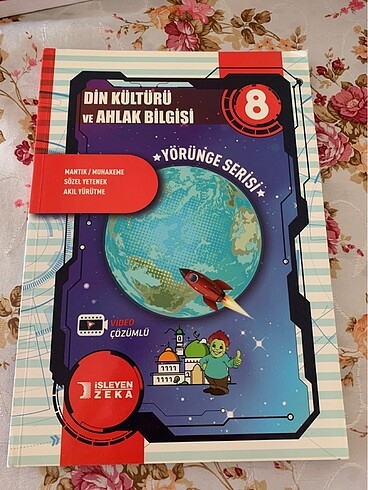 DİN KÜLTÜRÜ
VE AHLAK BİLGİSİ
8
YÖRÜNGE SERİSİ
MANTIK / MUHAKEME
SÖZEL YETENEK
AKIL YÜRÜTME
VİDEO
ÇÖZÜMLÜ
İŞLEYEN
ZEKA